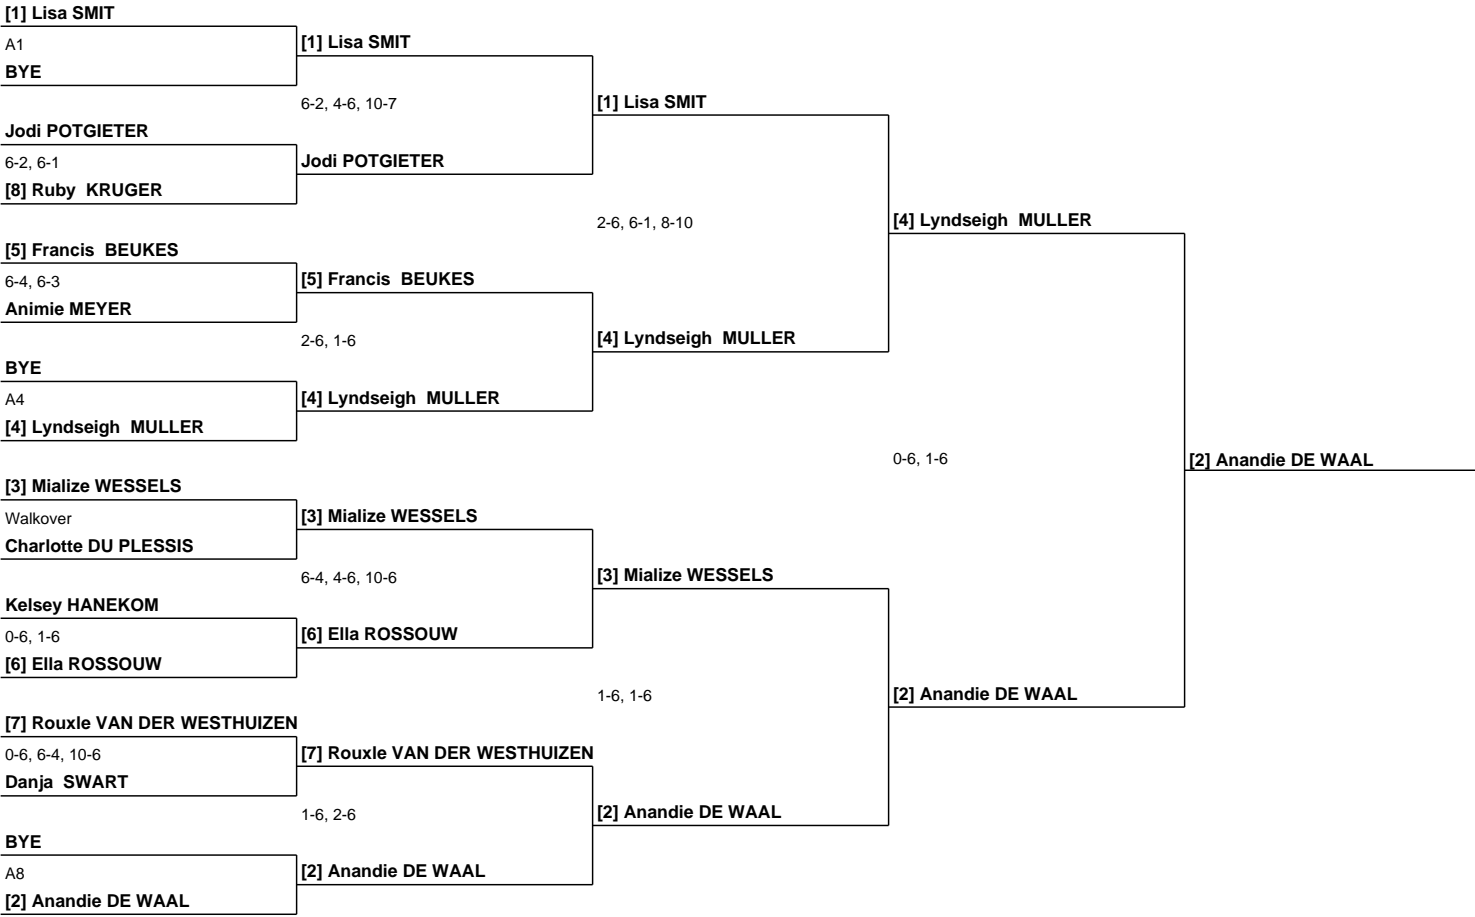 [1] Lisa SMIT
A1
BYE
Jodi POTGIETER
6-2, 6-1
[8] Ruby  KRUGER
[5] Francis  BEUKES
6-4, 6-3
Animie MEYER
BYE
A4
[4] Lyndseigh  MULLER
[3] Mialize WESSELS
Walkover
Charlotte DU PLESSIS
Kelsey HANEKOM
0-6, 1-6
[6] Ella ROSSOUW
[7] Rouxle VAN DER WESTHUIZEN
0-6, 6-4, 10-6
Danja  SWART
BYE
A8
[2] Anandie DE WAAL
[1] Lisa SMIT
6-2, 4-6, 10-7
Jodi POTGIETER
[5] Francis  BEUKES
2-6, 1-6
[4] Lyndseigh  MULLER
[3] Mialize WESSELS
6-4, 4-6, 10-6
[6] Ella ROSSOUW
[7] Rouxle VAN DER WESTHUIZEN
1-6, 2-6
[2] Anandie DE WAAL
[1] Lisa SMIT
2-6, 6-1, 8-10
[4] Lyndseigh  MULLER
[3] Mialize WESSELS
1-6, 1-6
[2] Anandie DE WAAL
[4] Lyndseigh  MULLER
0-6, 1-6
[2] Anandie DE WAAL
[2] Anandie DE WAAL